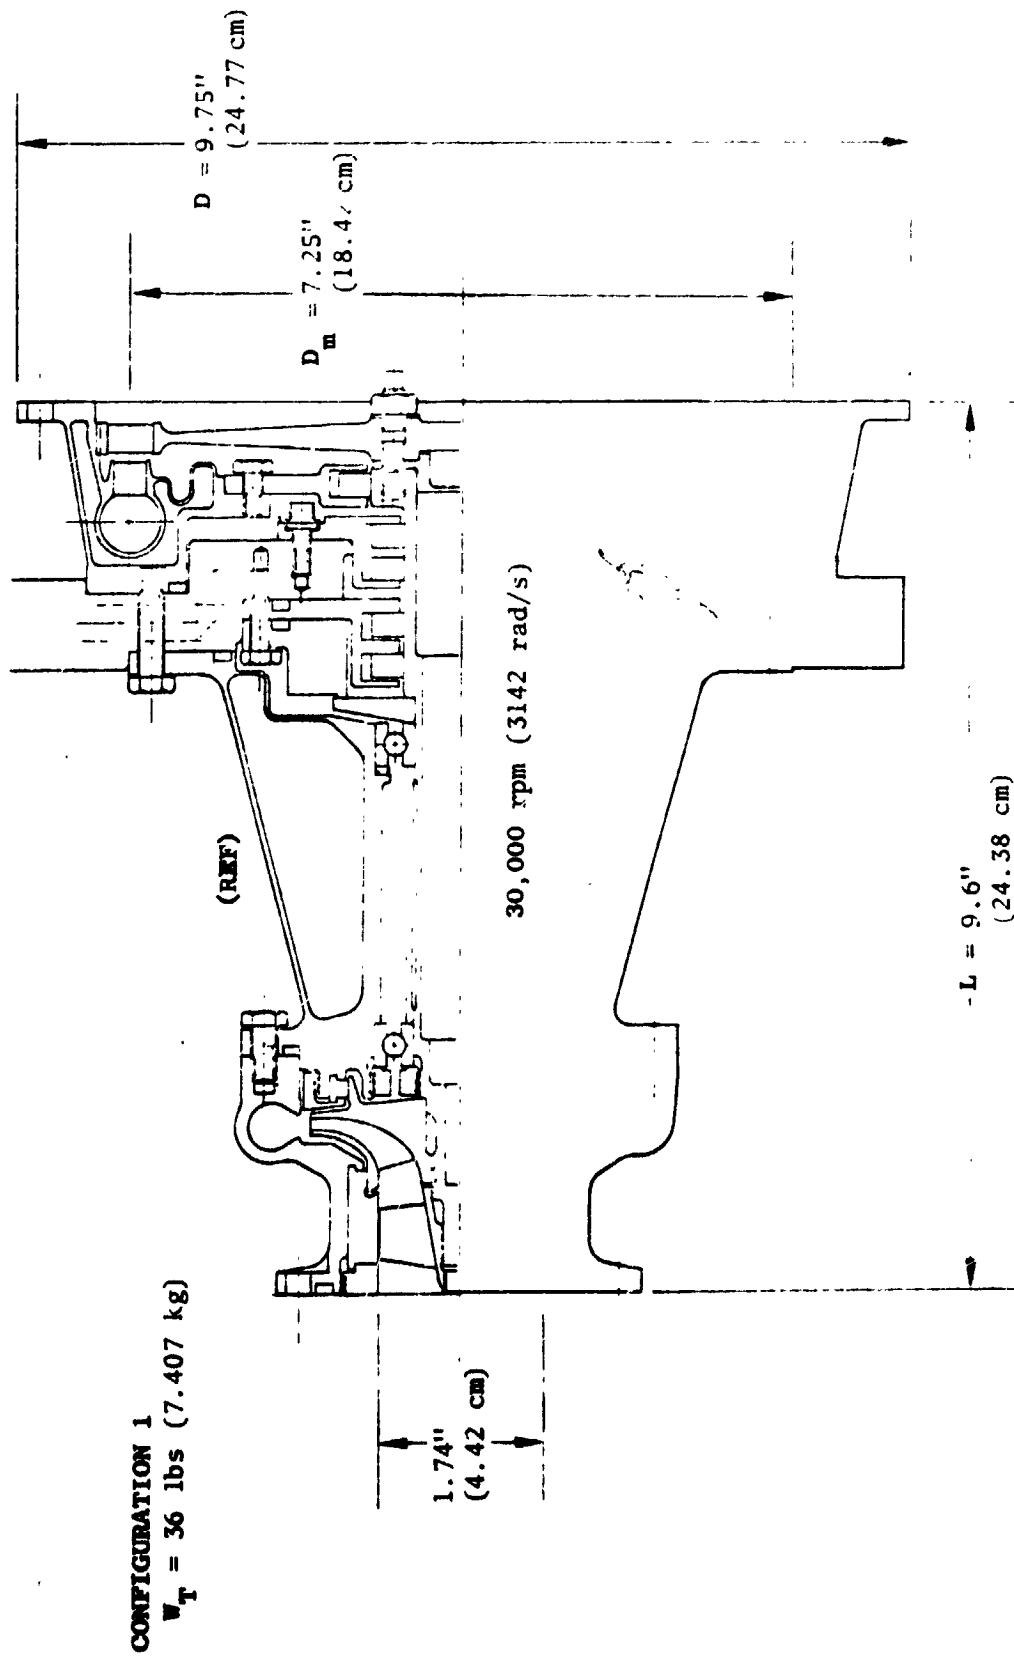 CONFIGURATION 1
W_T = 36 lbs (7.407 kg)
1.74"
(4.42 cm)
(REF)
30,000 rpm (3142 rad/s)
D_m = 7.25"
cm)
D = 9.75"
(24.77 cm)
L = 9.6"
(24.38 cm)